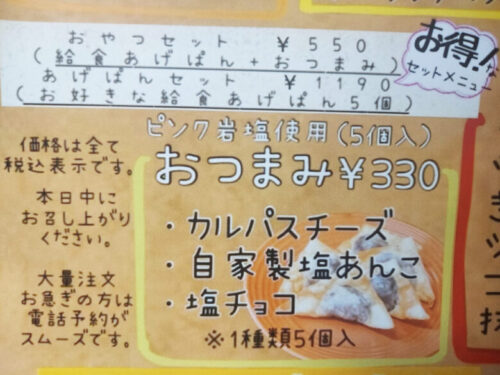 おやつセット ¥550
(給食あげぱん+おつまみ)
あげぱんセット ¥1190
(お好きな給食あげぱん5個)
お得な
セットメニュー
価格は全て
税込表示です。
本日中に
お召し上がり
ください。
大量注文
お急ぎの方は
電話予約が
スムーズです。
ピンク岩塩使用(5個入)
おつまみ¥330
・カルパスチーズ
・自家製塩あんこ
・塩チョコ
※1種類5個入